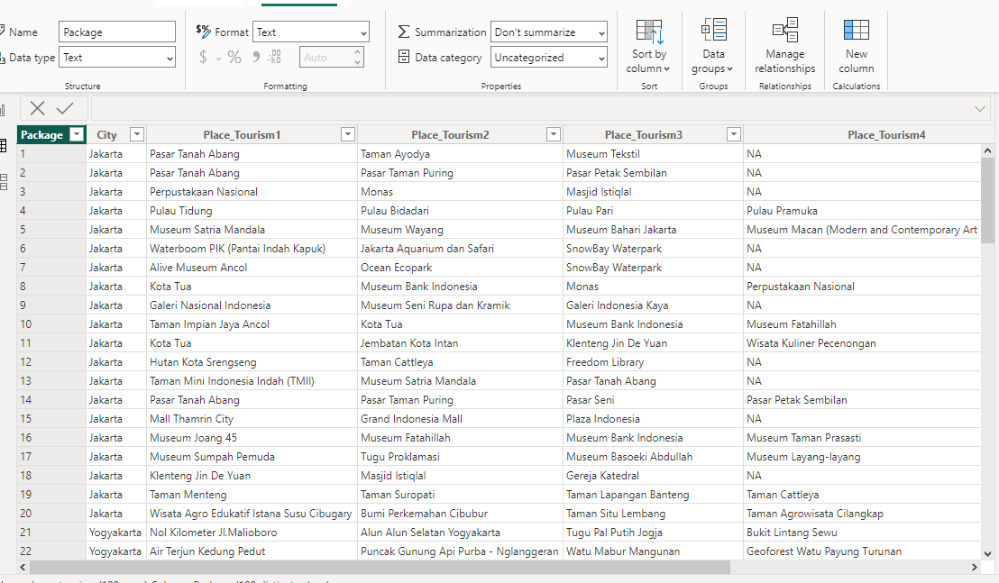 Name Package
Format Text
Summarization Don't summarize
Data type Text
$ % Auto
Data category Uncategorized
Sort by column
Data groups
Manage relationships
New column
Structure
Formatting
Properties
Sort
Groups
Relationships
Calculations
Package City Place_Tourism1 Place_Tourism2 Place_Tourism3 Place_Tourism4
1 Jakarta Pasar Tanah Abang Taman Ayodya Museum Tekstil NA
2 Jakarta Pasar Tanah Abang Pasar Taman Puring Pasar Petak Sembilan NA
3 Jakarta Perpustakaan Nasional Monas Masjid Istiqlal NA
4 Jakarta Pulau Tidung Pulau Bidadari Pulau Pari Pulau Pramuka
5 Jakarta Museum Satria Mandala Museum Wayang Museum Bahari Jakarta Museum Macan (Modern and Contemporary Art
6 Jakarta Waterboom PIK (Pantai Indah Kapuk) Jakarta Aquarium dan Safari SnowBay Waterpark NA
7 Jakarta Alive Museum Ancol Ocean Ecopark SnowBay Waterpark NA
8 Jakarta Kota Tua Museum Bank Indonesia Monas Perpustakaan Nasional
9 Jakarta Galeri Nasional Indonesia Museum Seni Rupa dan Kramik Galeri Indonesia Kaya NA
10 Jakarta Taman Impian Jaya Ancol Kota Tua Museum Bank Indonesia Museum Fatahillah
11 Jakarta Kota Tua Jembatan Kota Intan Klenteng Jin De Yuan Wisata Kuliner Pecenongan
12 Jakarta Hutan Kota Srengseng Taman Cattleya Freedom Library NA
13 Jakarta Taman Mini Indonesia Indah (TMII) Museum Satria Mandala Pasar Tanah Abang NA
14 Jakarta Pasar Tanah Abang Pasar Taman Puring Pasar Seni Pasar Petak Sembilan
15 Jakarta Mall Thamrin City Grand Indonesia Mall Plaza Indonesia NA
16 Jakarta Museum Joang 45 Museum Fatahillah Museum Bank Indonesia Museum Taman Prasasti
17 Jakarta Museum Sumpah Pemuda Tugu Proklamasi Museum Basoeki Abdullah Museum Layang-layang
18 Jakarta Klenteng Jin De Yuan Masjid Istiqlal Gereja Katedral NA
19 Jakarta Taman Menteng Taman Suropati Taman Lapangan Banteng Taman Cattleya
20 Jakarta Wisata Agro Edukatif Istana Susu Cibugary Bumi Perkemahan Cibubur Taman Situ Lembang Taman Agrowisata Cilangkap
21 Yogyakarta Nol Kilometer Jl.Malioboro Alun Alun Selatan Yogyakarta Tugu Pal Putih Jogja Bukit Lintang Sewu
22 Yogyakarta Air Terjun Kedung Pedut Puncak Gunung Api Purba - Nglanggeran Watu Mabur Mangunan Geoforest Watu Payung Turunan